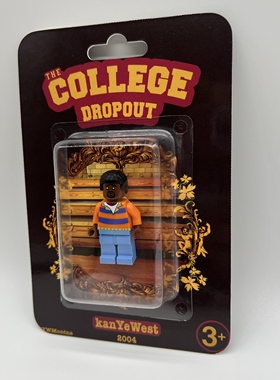 THE
COLLEGE
DROPOUT
kanYeWest
2004
3+